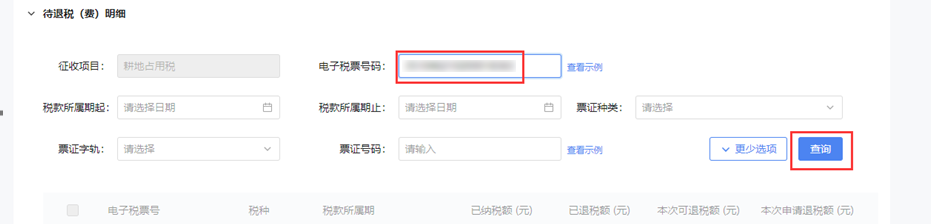 待退税（费）明细
征收项目： 耕地占用税 电子税票号码： 查看示例
税款所属期起： 请选择日期 税款所属期止： 请选择日期 票证种类： 请选择
票证字轨： 请选择 票证号码： 请输入 查看示例 更少选项 查询
电子税票号 税种 税款所属期 已纳税额 (元) 已退税额 (元) 本次可退税额 (元) 本次申请退税额 (元)